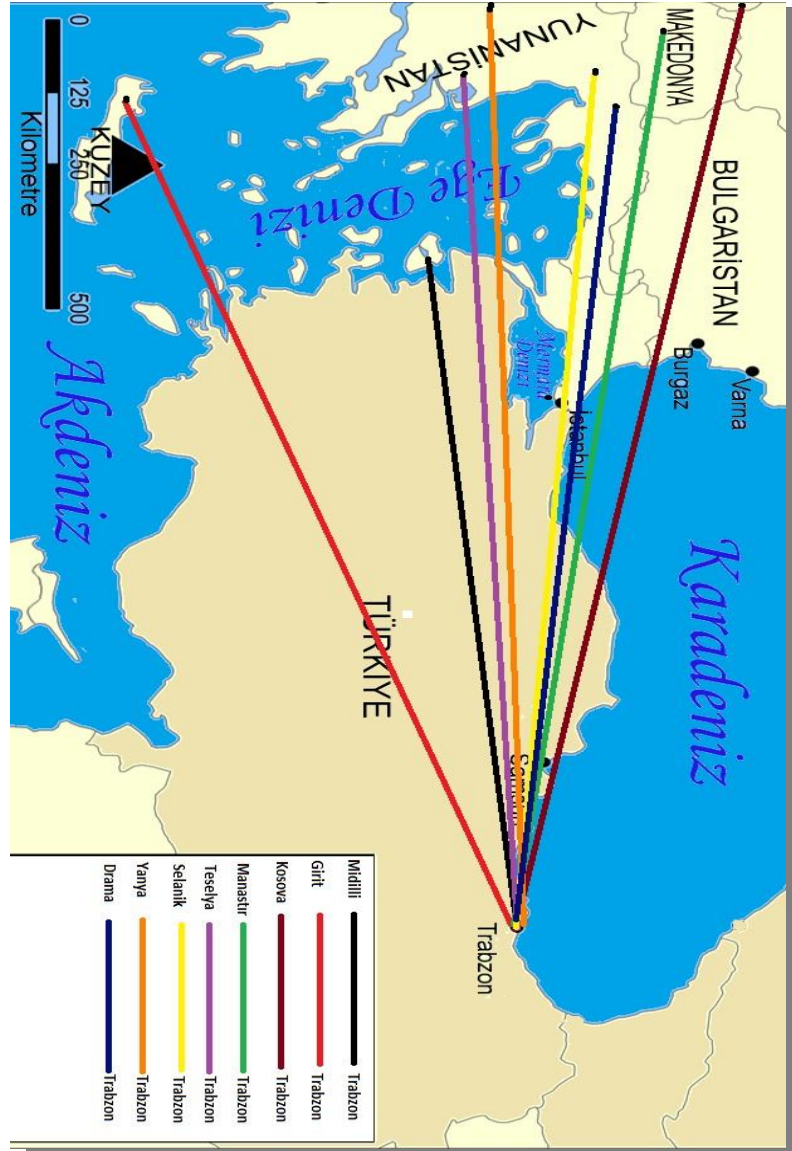 MAKEDONYA
YUNANİSTAN
BULGARİSTAN
Burgaz
Varna
Ege Denizi
Marmara
Denizi
İstanbul
Karadeniz
Akdeniz
TÜRKİYE
Samsun
Trabzon
KUZEY
0 125 250 500
Kilometre
Midilli Trabzon
Girit Trabzon
Kosova Trabzon
Manastır Trabzon
Teselya Trabzon
Selanik Trabzon
Yanya Trabzon
Drama Trabzon